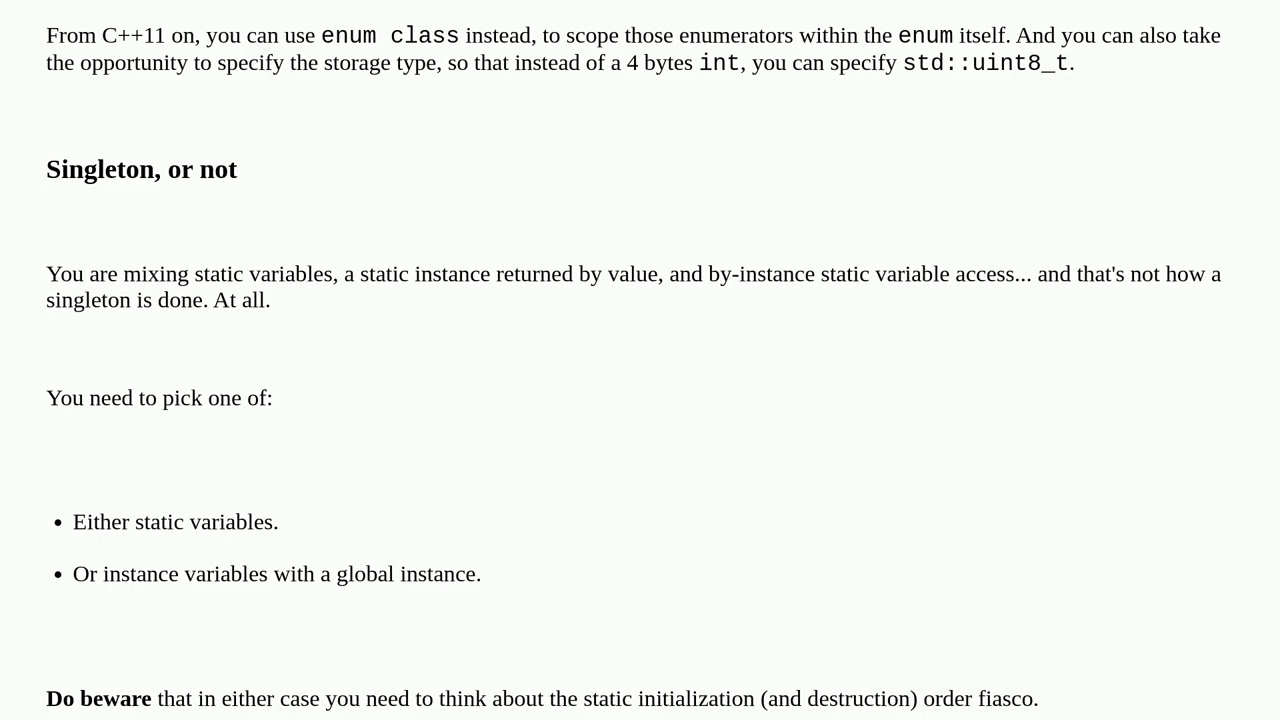 From C++11 on, you can use enum class instead, to scope those enumerators within the enum itself. And you can also take
the opportunity to specify the storage type, so that instead of a 4 bytes int, you can specify std::uint8_t.
Singleton, or not
You are mixing static variables, a static instance returned by value, and by-instance static variable access... and that's not how a
singleton is done. At all.
You need to pick one of:
• Either static variables.
• Or instance variables with a global instance.
Do beware that in either case you need to think about the static initialization (and destruction) order fiasco.